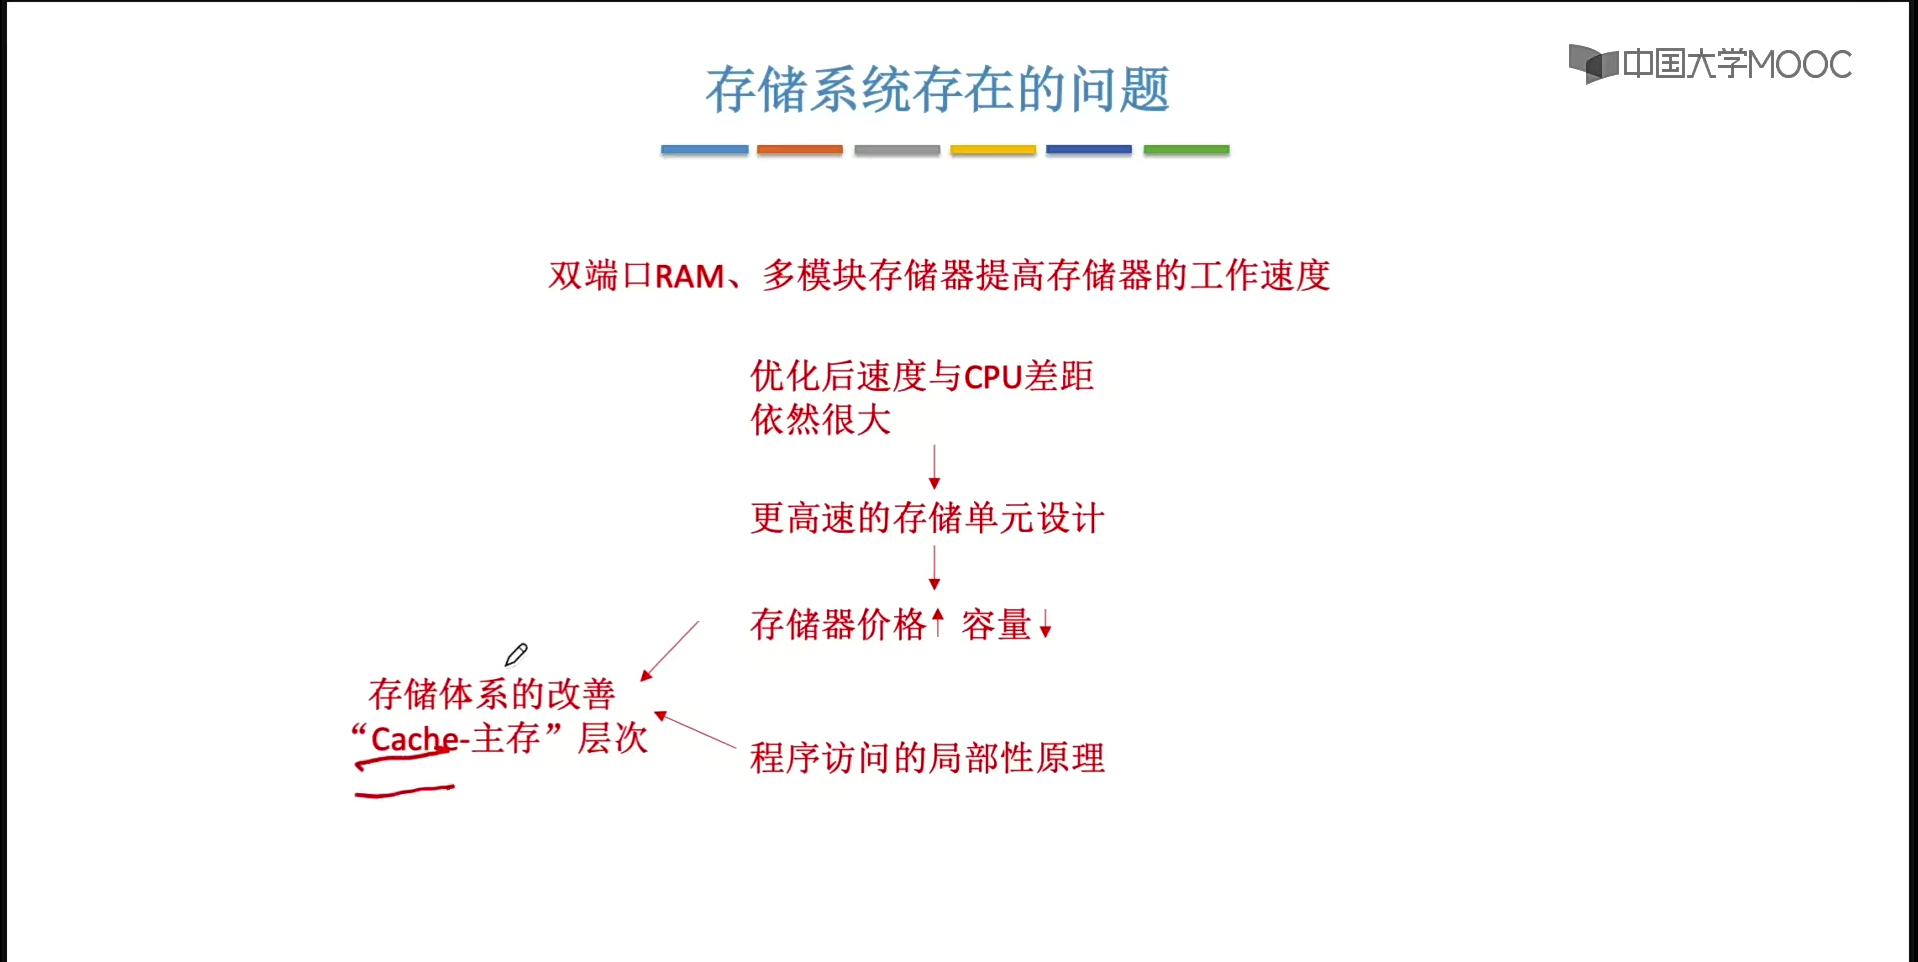 中国大学MOOC
存储系统存在的问题
双端口RAM、多模块存储器提高存储器的工作速度
优化后速度与CPU差距
依然很大
更高速的存储单元设计
存储器价格↑ 容量↓
存储体系的改善
“Cache-主存”层次
程序访问的局部性原理